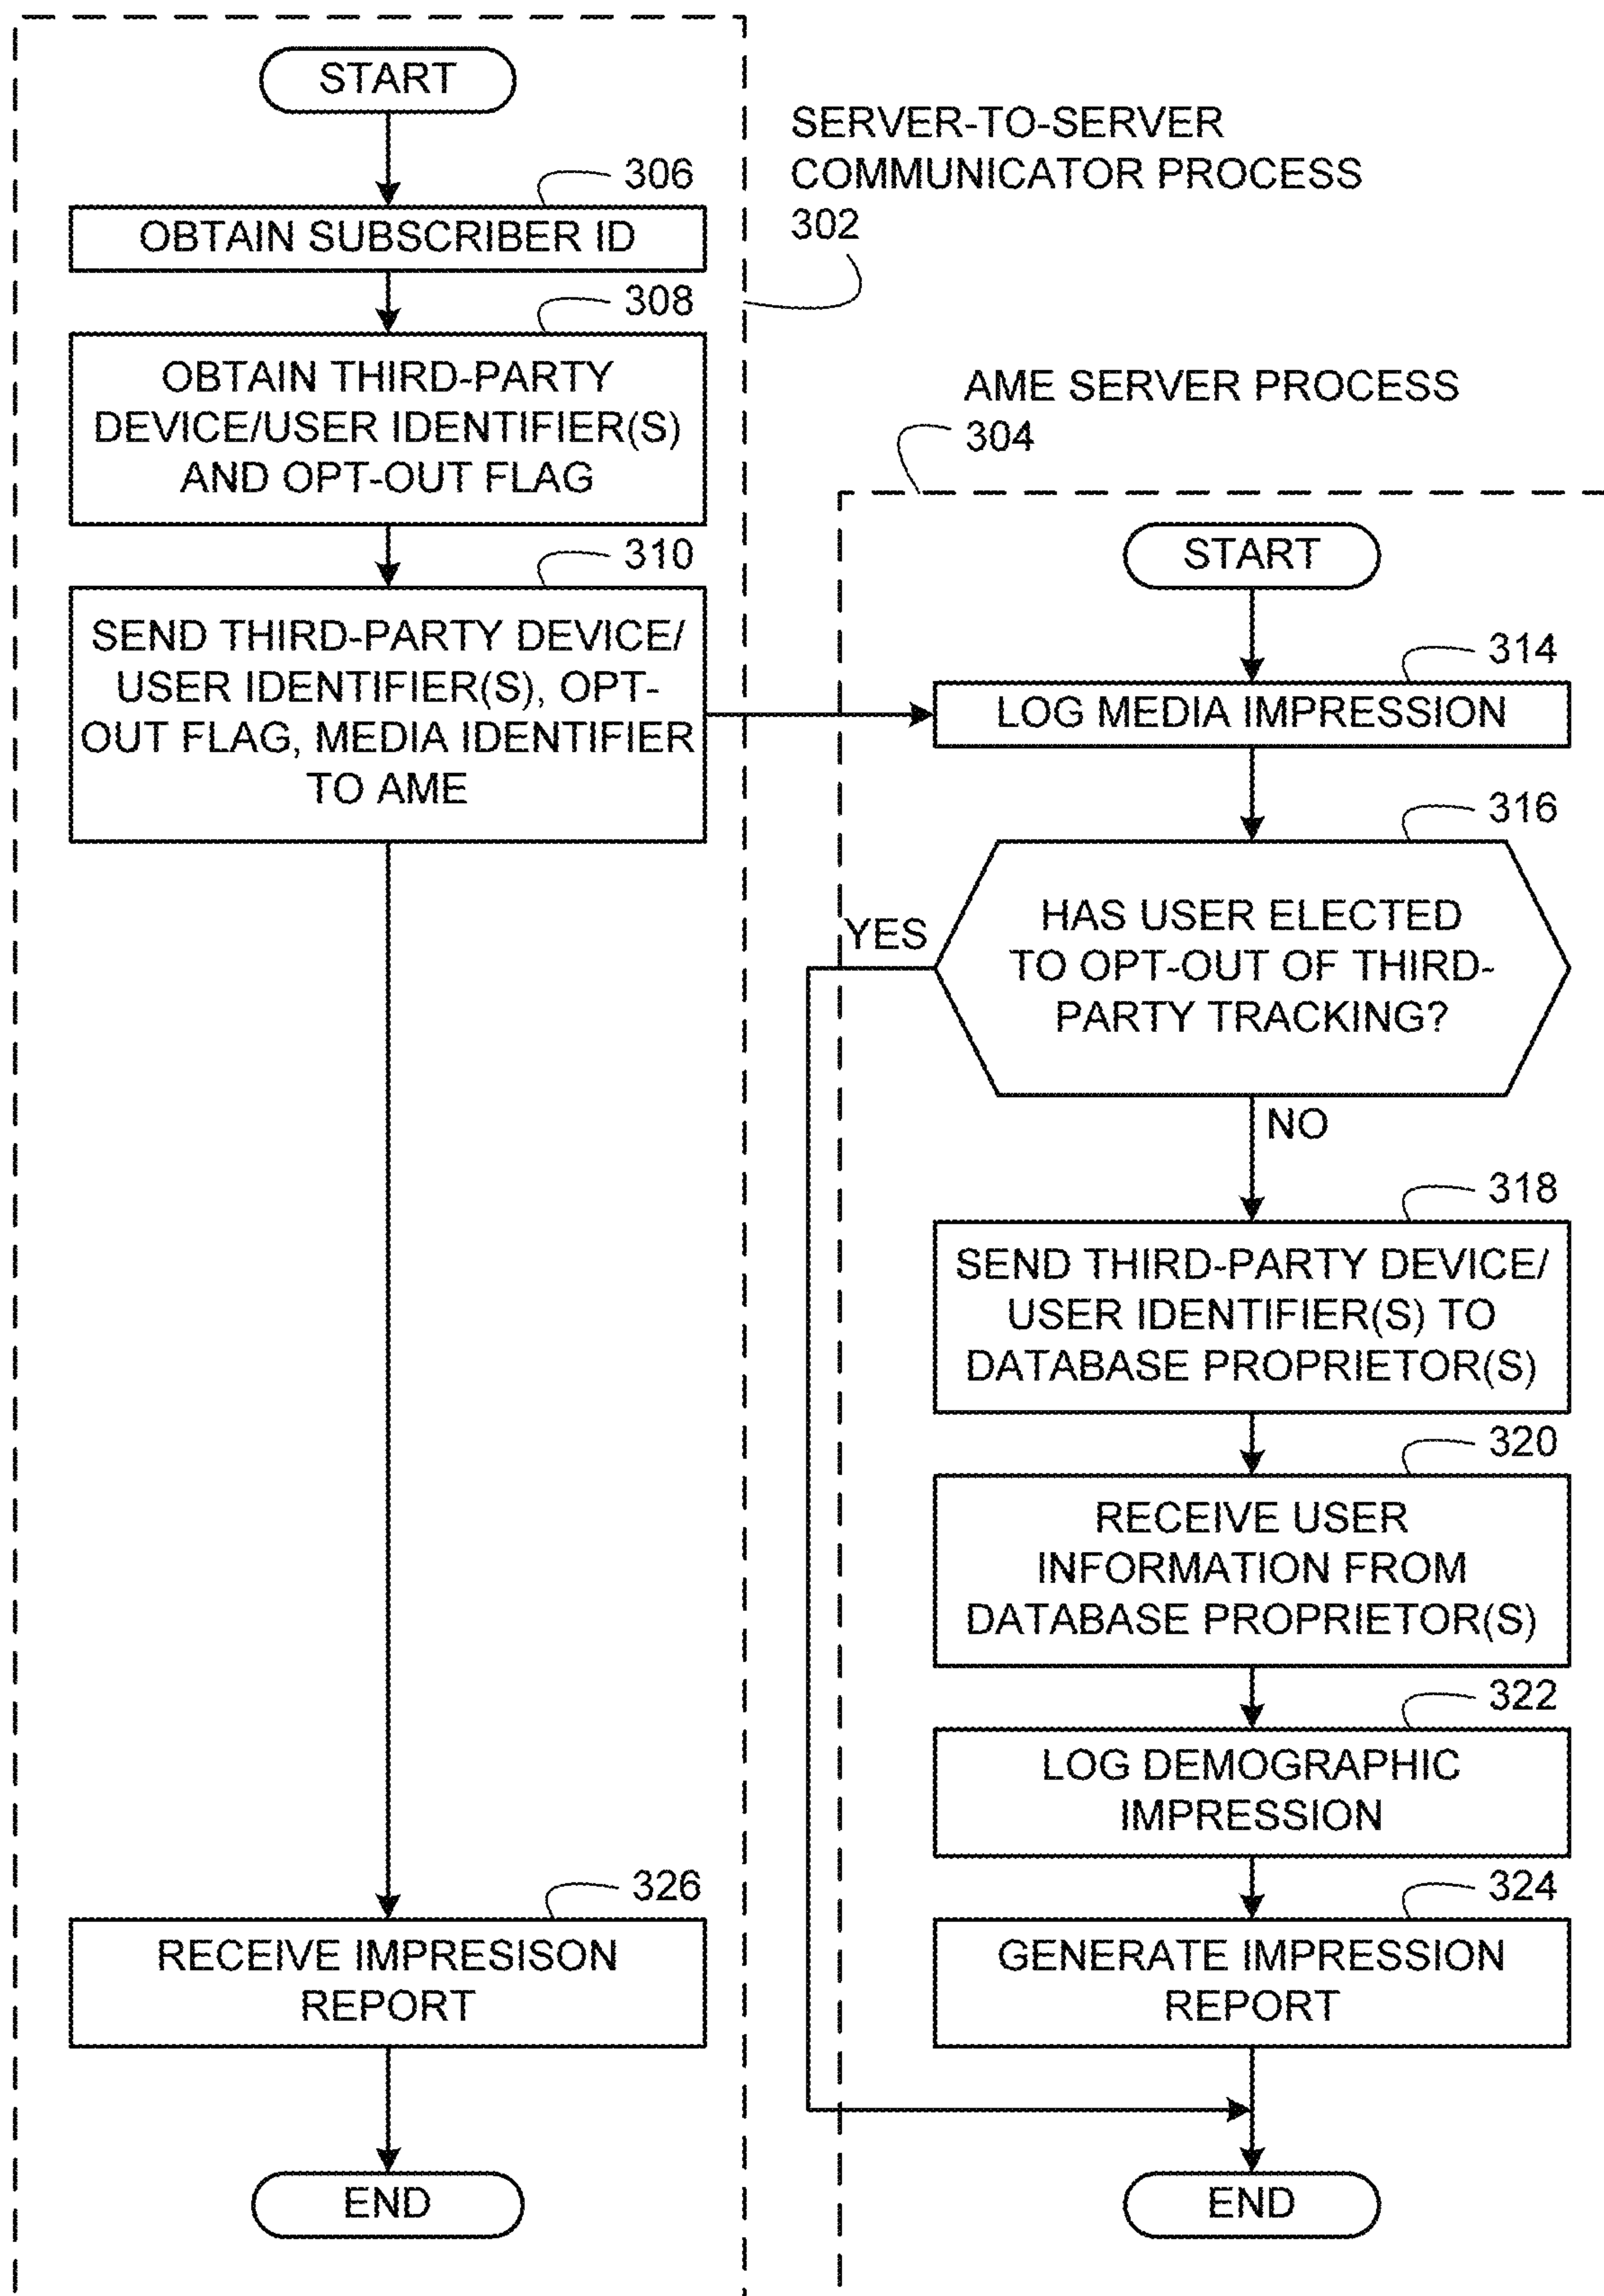 START
306
OBTAIN SUBSCRIBER ID
308
OBTAIN THIRD-PARTY
DEVICE/USER IDENTIFIER(S)
AND OPT-OUT FLAG
310
SEND THIRD-PARTY DEVICE/
USER IDENTIFIER(S), OPT-
OUT FLAG, MEDIA IDENTIFIER
TO AME
326
RECEIVE IMPRESISON
REPORT
END
SERVER-TO-SERVER
COMMUNICATOR PROCESS
302
AME SERVER PROCESS
304
START
314
LOG MEDIA IMPRESSION
316
HAS USER ELECTED
TO OPT-OUT OF THIRD-
PARTY TRACKING?
YES
NO
318
SEND THIRD-PARTY DEVICE/
USER IDENTIFIER(S) TO
DATABASE PROPRIETOR(S)
320
RECEIVE USER
INFORMATION FROM
DATABASE PROPRIETOR(S)
322
LOG DEMOGRAPHIC
IMPRESSION
324
GENERATE IMPRESSION
REPORT
END